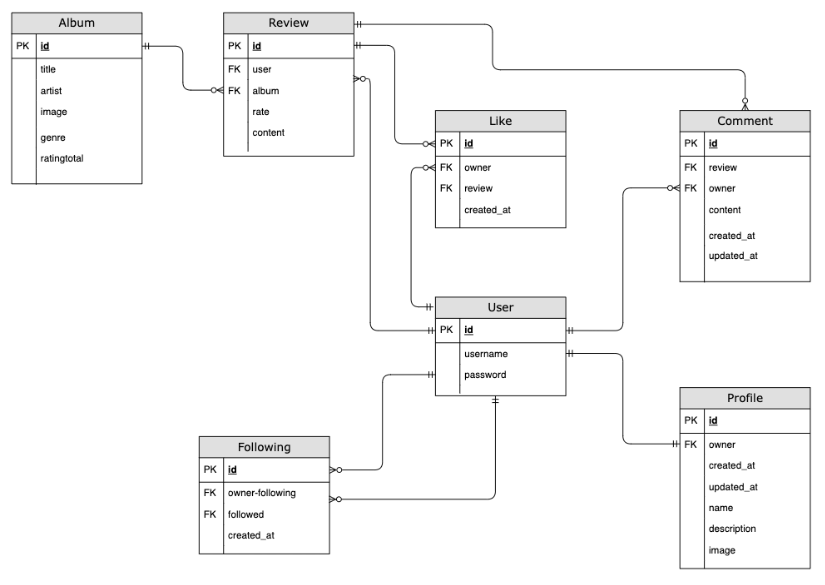 Album
PK id
title
artist
image
genre
ratingtotal
Review
PK id
FK user
FK album
rate
content
Like
PK id
FK owner
FK review
created_at
Comment
PK id
FK review
FK owner
content
created_at
updated_at
User
PK id
username
password
Profile
PK id
FK owner
created_at
updated_at
name
description
image
Following
PK id
FK owner-following
FK followed
created_at